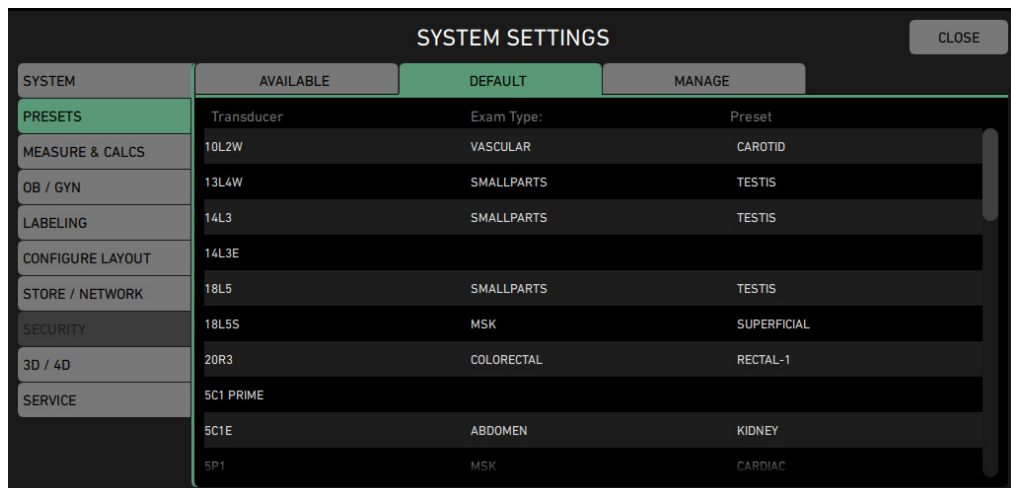 SYSTEM SETTINGS
CLOSE
SYSTEM
PRESETS
MEASURE & CALCS
OB / GYN
LABELING
CONFIGURE LAYOUT
STORE / NETWORK
SECURITY
3D / 4D
SERVICE
AVAILABLE DEFAULT MANAGE
Transducer Exam Type: Preset
10L2W VASCULAR CAROTID
13L4W SMALLPARTS TESTIS
14L3 SMALLPARTS TESTIS
14L3E
18L5 SMALLPARTS TESTIS
18L5S MSK SUPERFICIAL
20R3 COLORECTAL RECTAL-1
5C1 PRIME
5C1E ABDOMEN KIDNEY
5P1 MSK CARDIAC